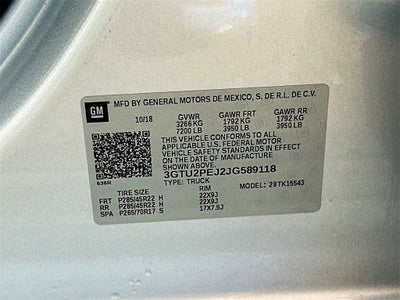 GM MFD BY GENERAL MOTORS DE MEXICO, S. DE R.L. DE C.V.
10/18 GVWR GAWR FRT GAWR RR
3266 KG 1792 KG 1792 KG
7200 LB 3950 LB 3950 LB
THIS VEHICLE CONFORMS TO ALL
APPLICABLE U.S. FEDERAL MOTOR
VEHICLE SAFETY STANDARDS IN EFFECT
ON THE DATE OF MANUFACTURE
SHOWN ABOVE.
3GTU2PEJ2JG589118
836R TYPE: TRUCK
TIRE SIZE RIM MODEL: 28TK15543
FRT P285/45R22 H 22X9J
RR P285/45R22 H 22X9J
SPA P265/70R17 S 17X7.5J